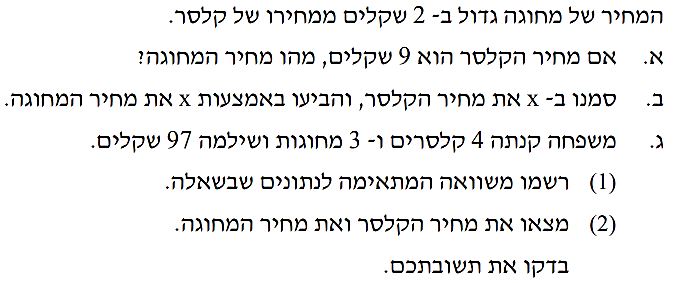 המחיר של מחוגה גדול ב- 2 שקלים ממחירו של קלסר.
א. אם מחיר הקלסר הוא 9 שקלים, מהו מחיר המחוגה?
ב. סמנו ב- x את מחיר הקלסר, והביעו באמצעות x את מחיר המחוגה.
ג. משפחה קנתה 4 קלסרים ו- 3 מחוגות ושילמה 97 שקלים.
(1) רשמו משוואה המתאימה לנתונים שבשאלה.
(2) מצאו את מחיר הקלסר ואת מחיר המחוגה.
בדקו את תשובתכם.